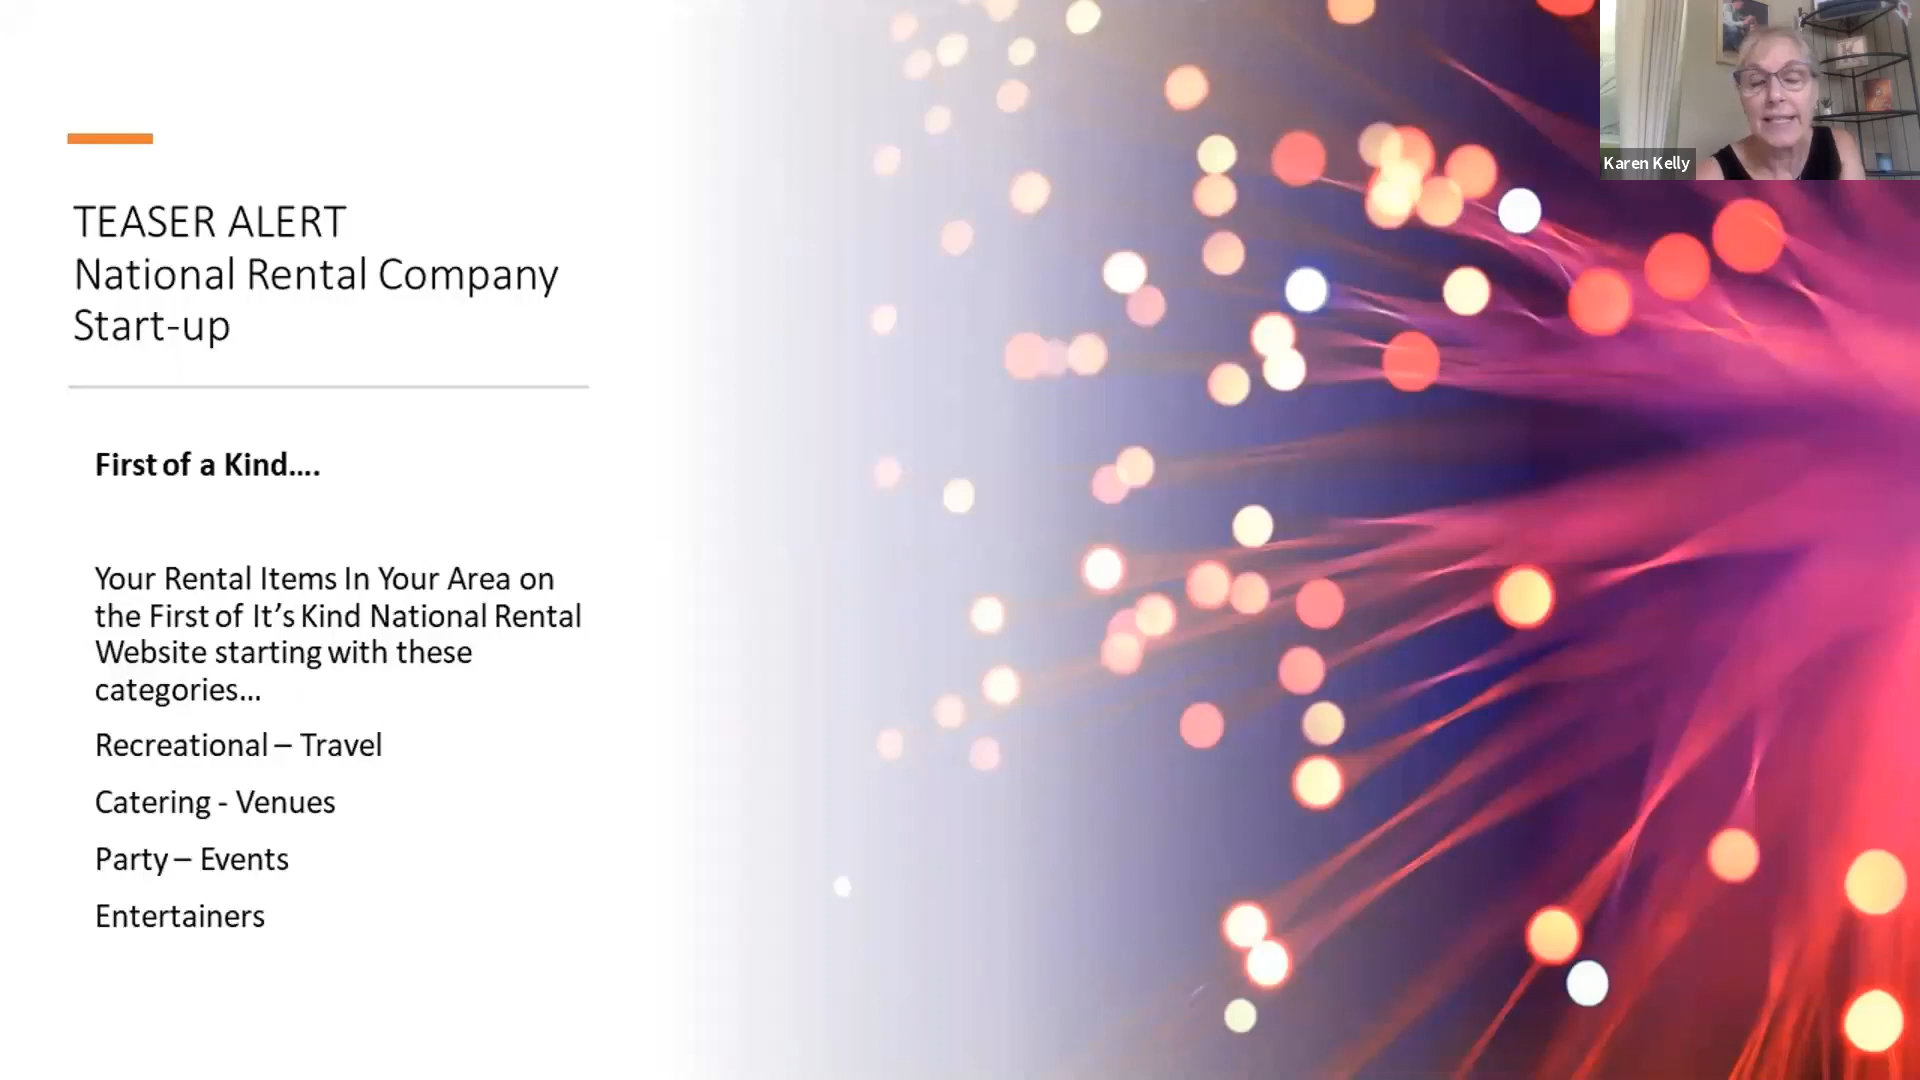 TEASER ALERT
National Rental Company
Start-up
First of a Kind....
Your Rental Items In Your Area on
the First of It’s Kind National Rental
Website starting with these
categories...
Recreational – Travel
Catering - Venues
Party – Events
Entertainers
Karen Kelly